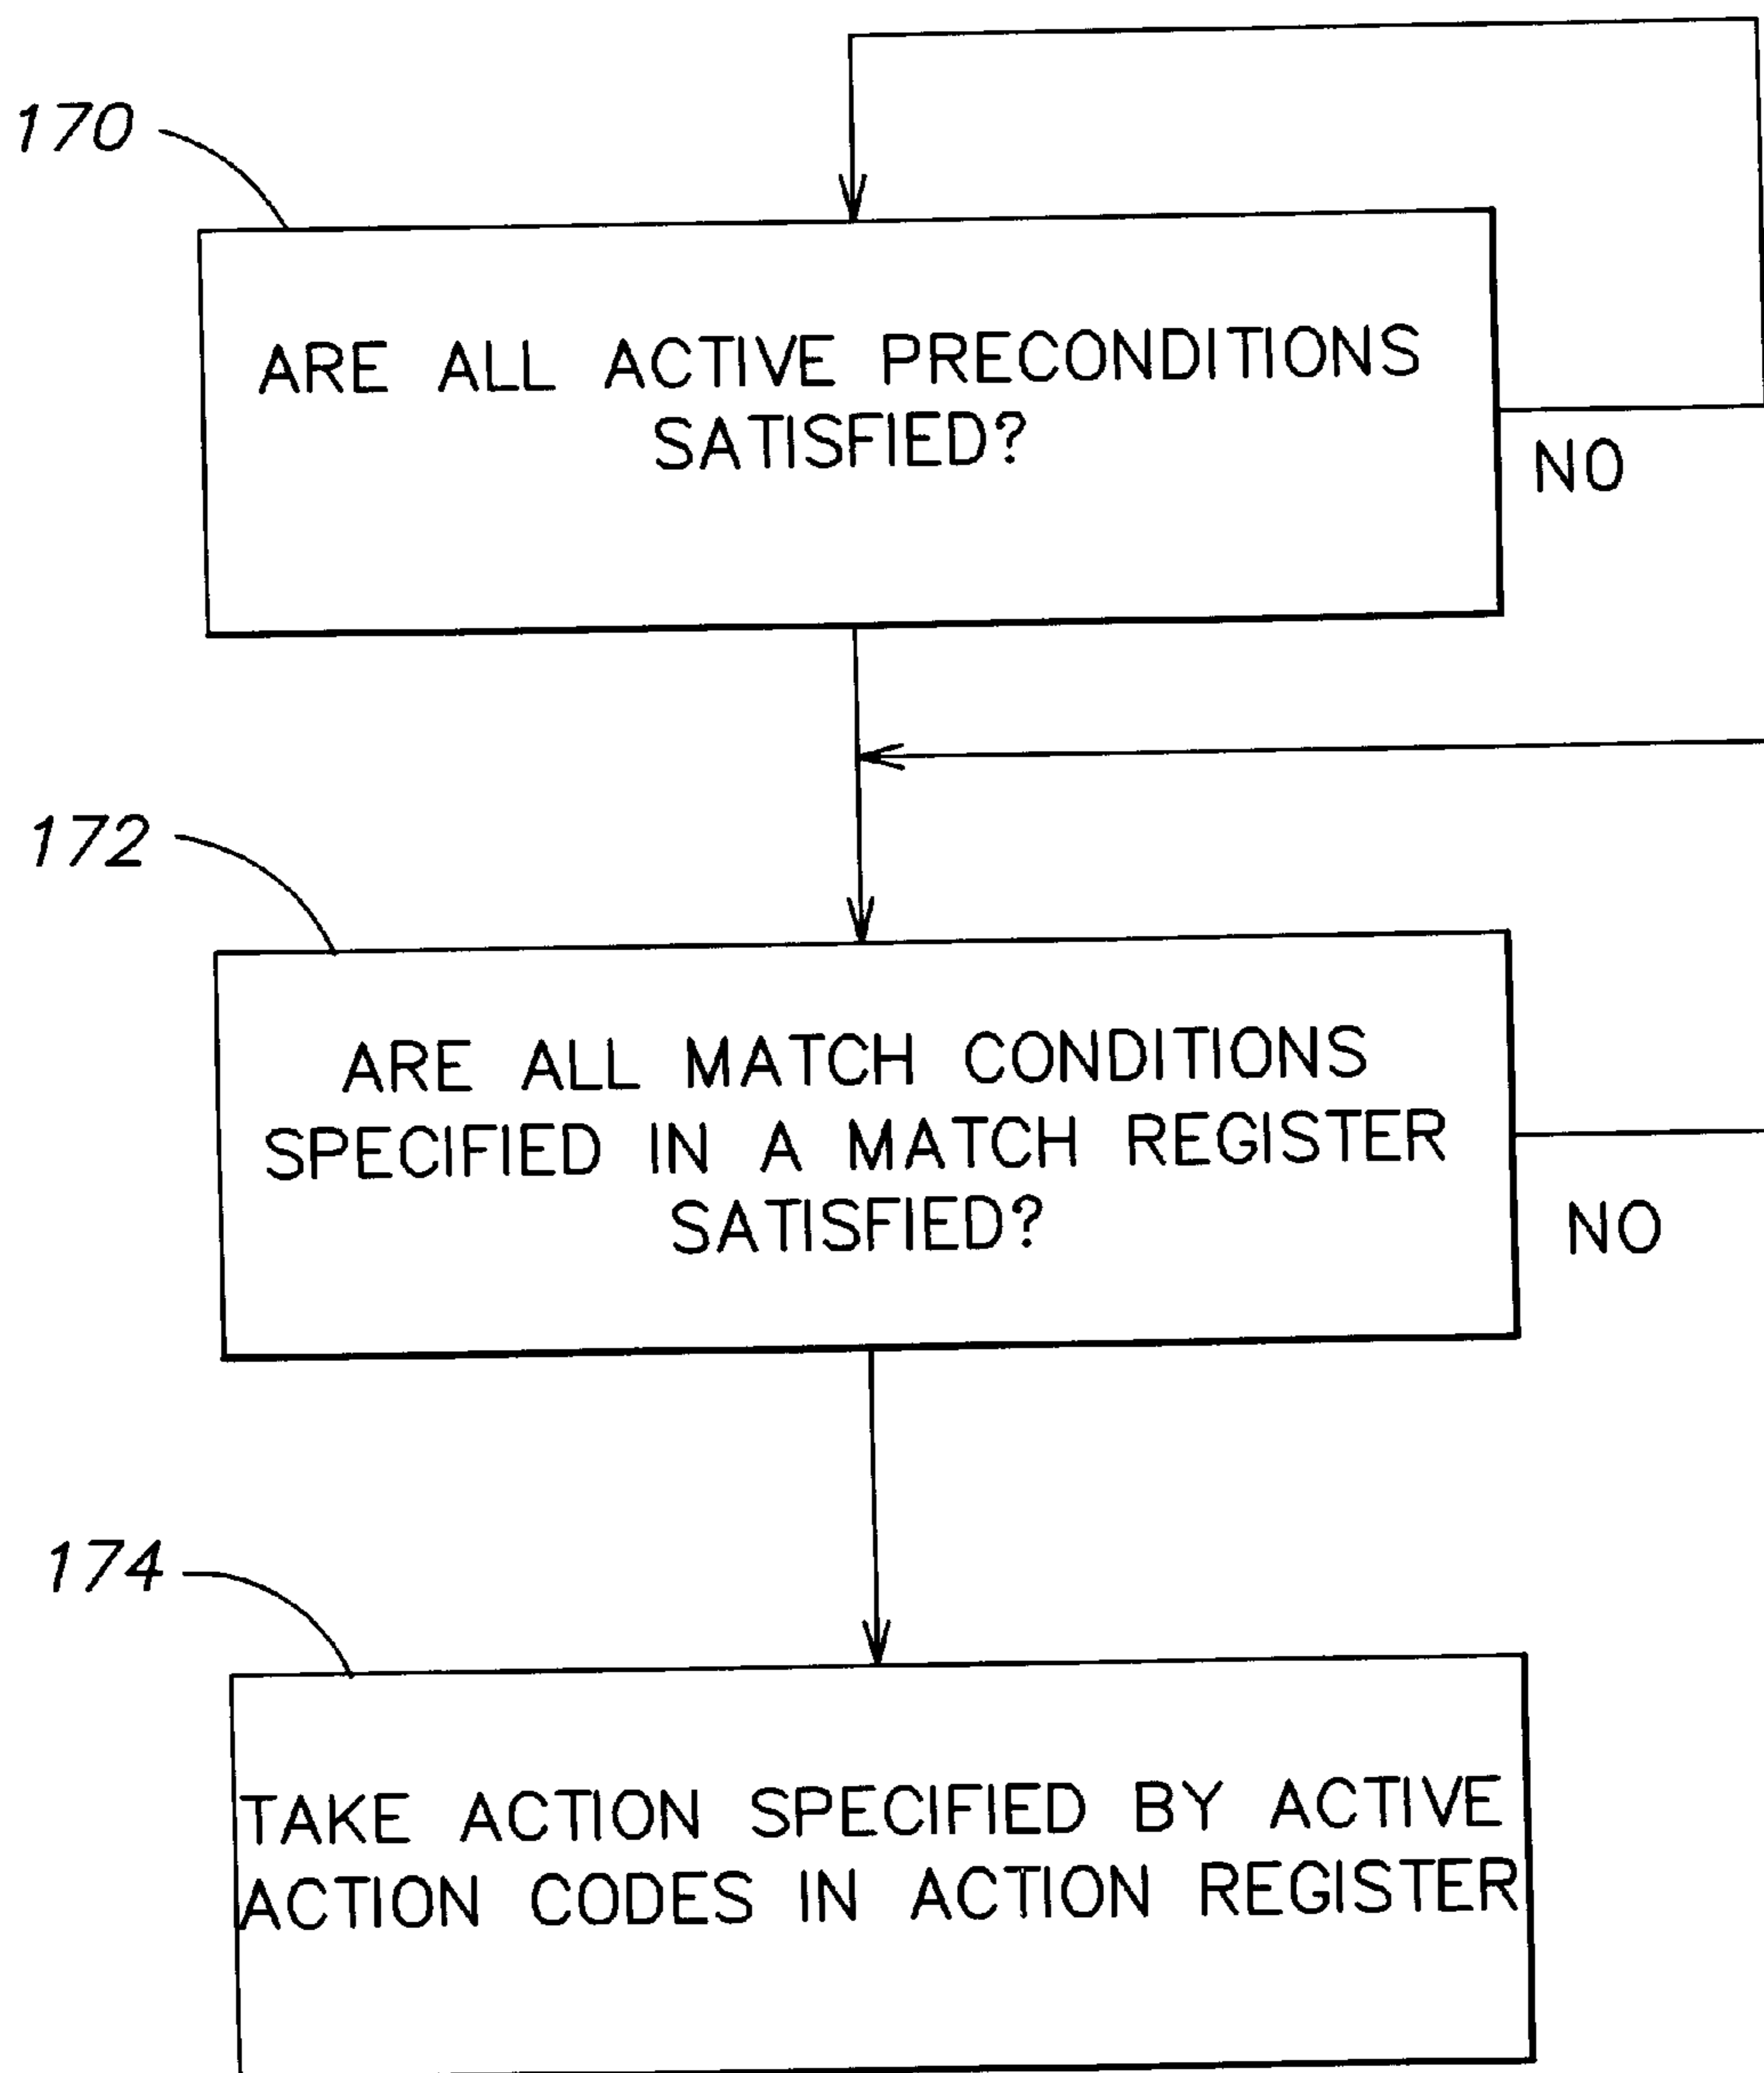 170
ARE ALL ACTIVE PRECONDITIONS
SATISFIED?
NO
172
ARE ALL MATCH CONDITIONS
SPECIFIED IN A MATCH REGISTER
SATISFIED?
NO
174
TAKE ACTION SPECIFIED BY ACTIVE
ACTION CODES IN ACTION REGISTER